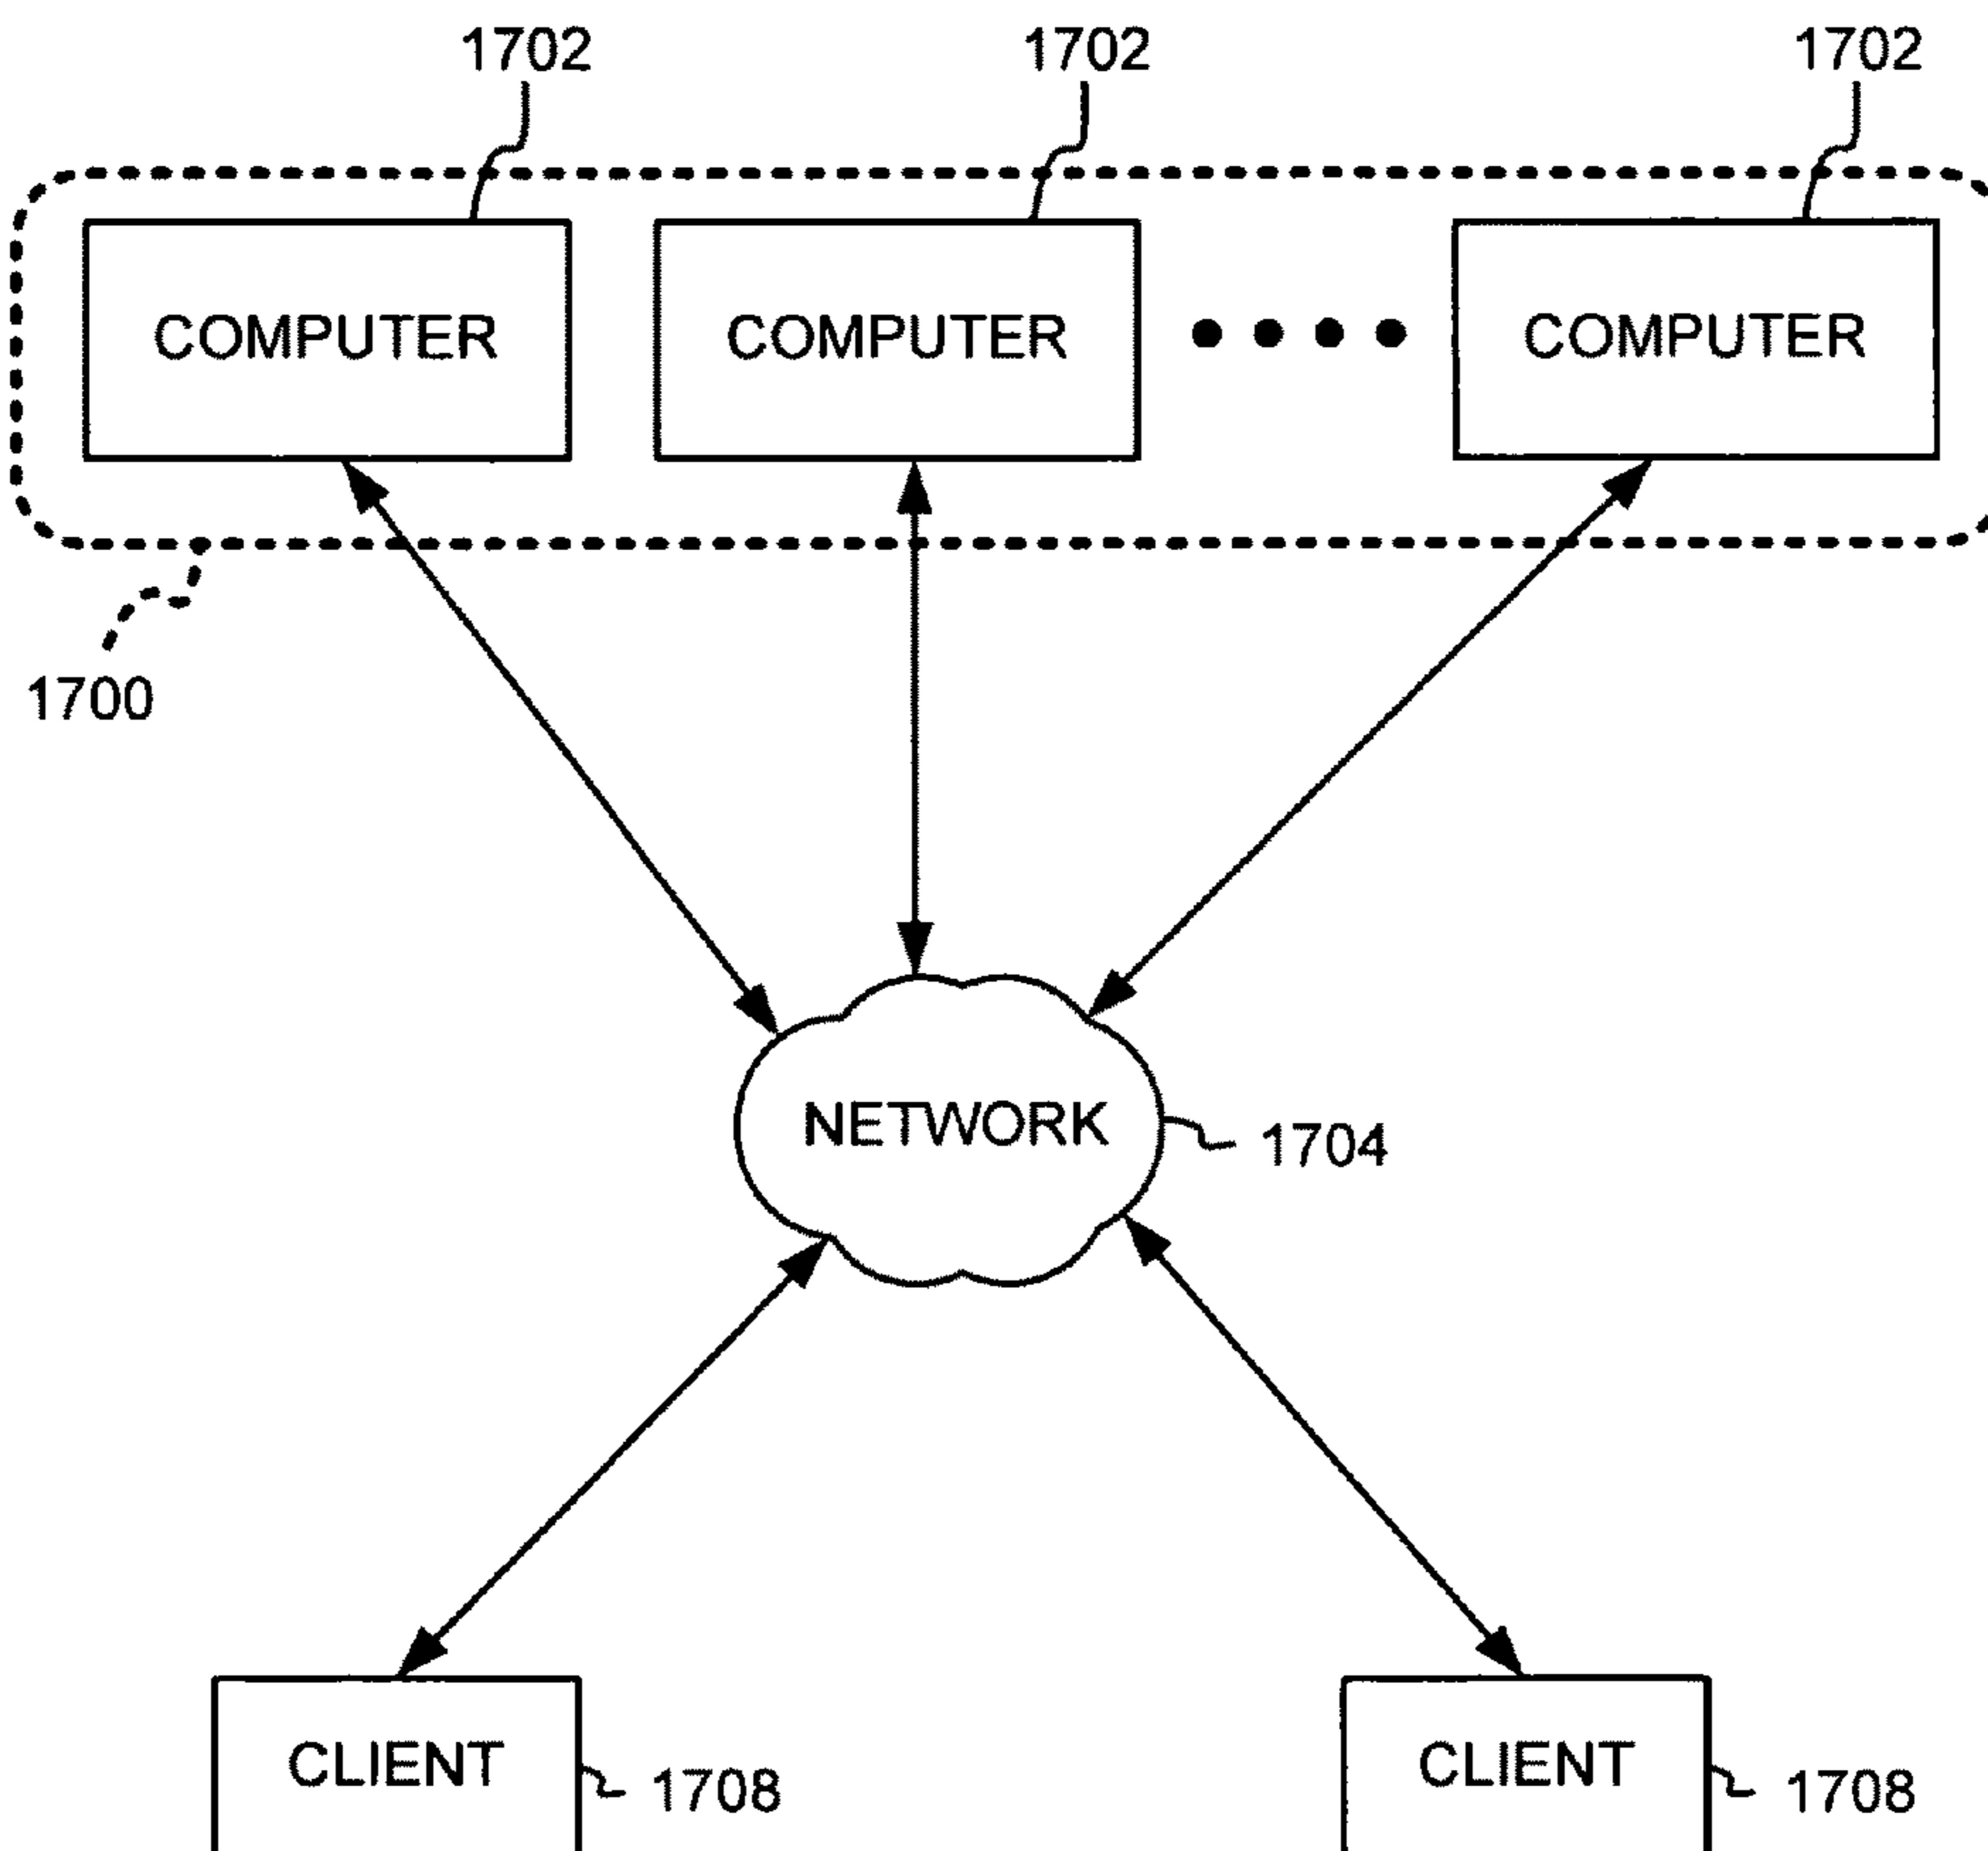 1702 1702 1702
COMPUTER COMPUTER COMPUTER
1700
NETWORK
1704
CLIENT CLIENT
1708 1708